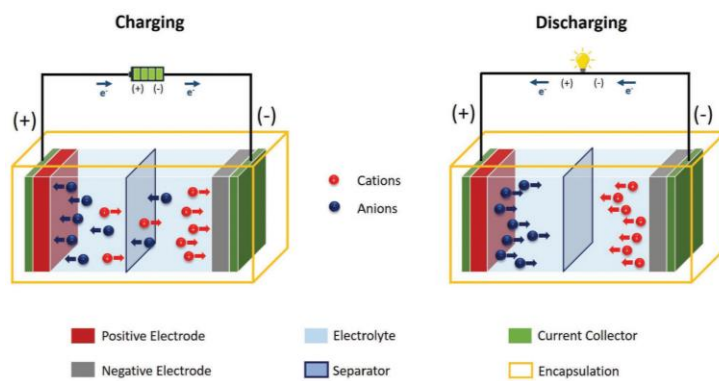 Charging
Discharging
e⁻ (+) (-) e⁻
e⁻ (+) (-) e⁻
(+) (-)
(+) (-)
Cations
Anions
Positive Electrode
Electrolyte
Current Collector
Negative Electrode
Separator
Encapsulation